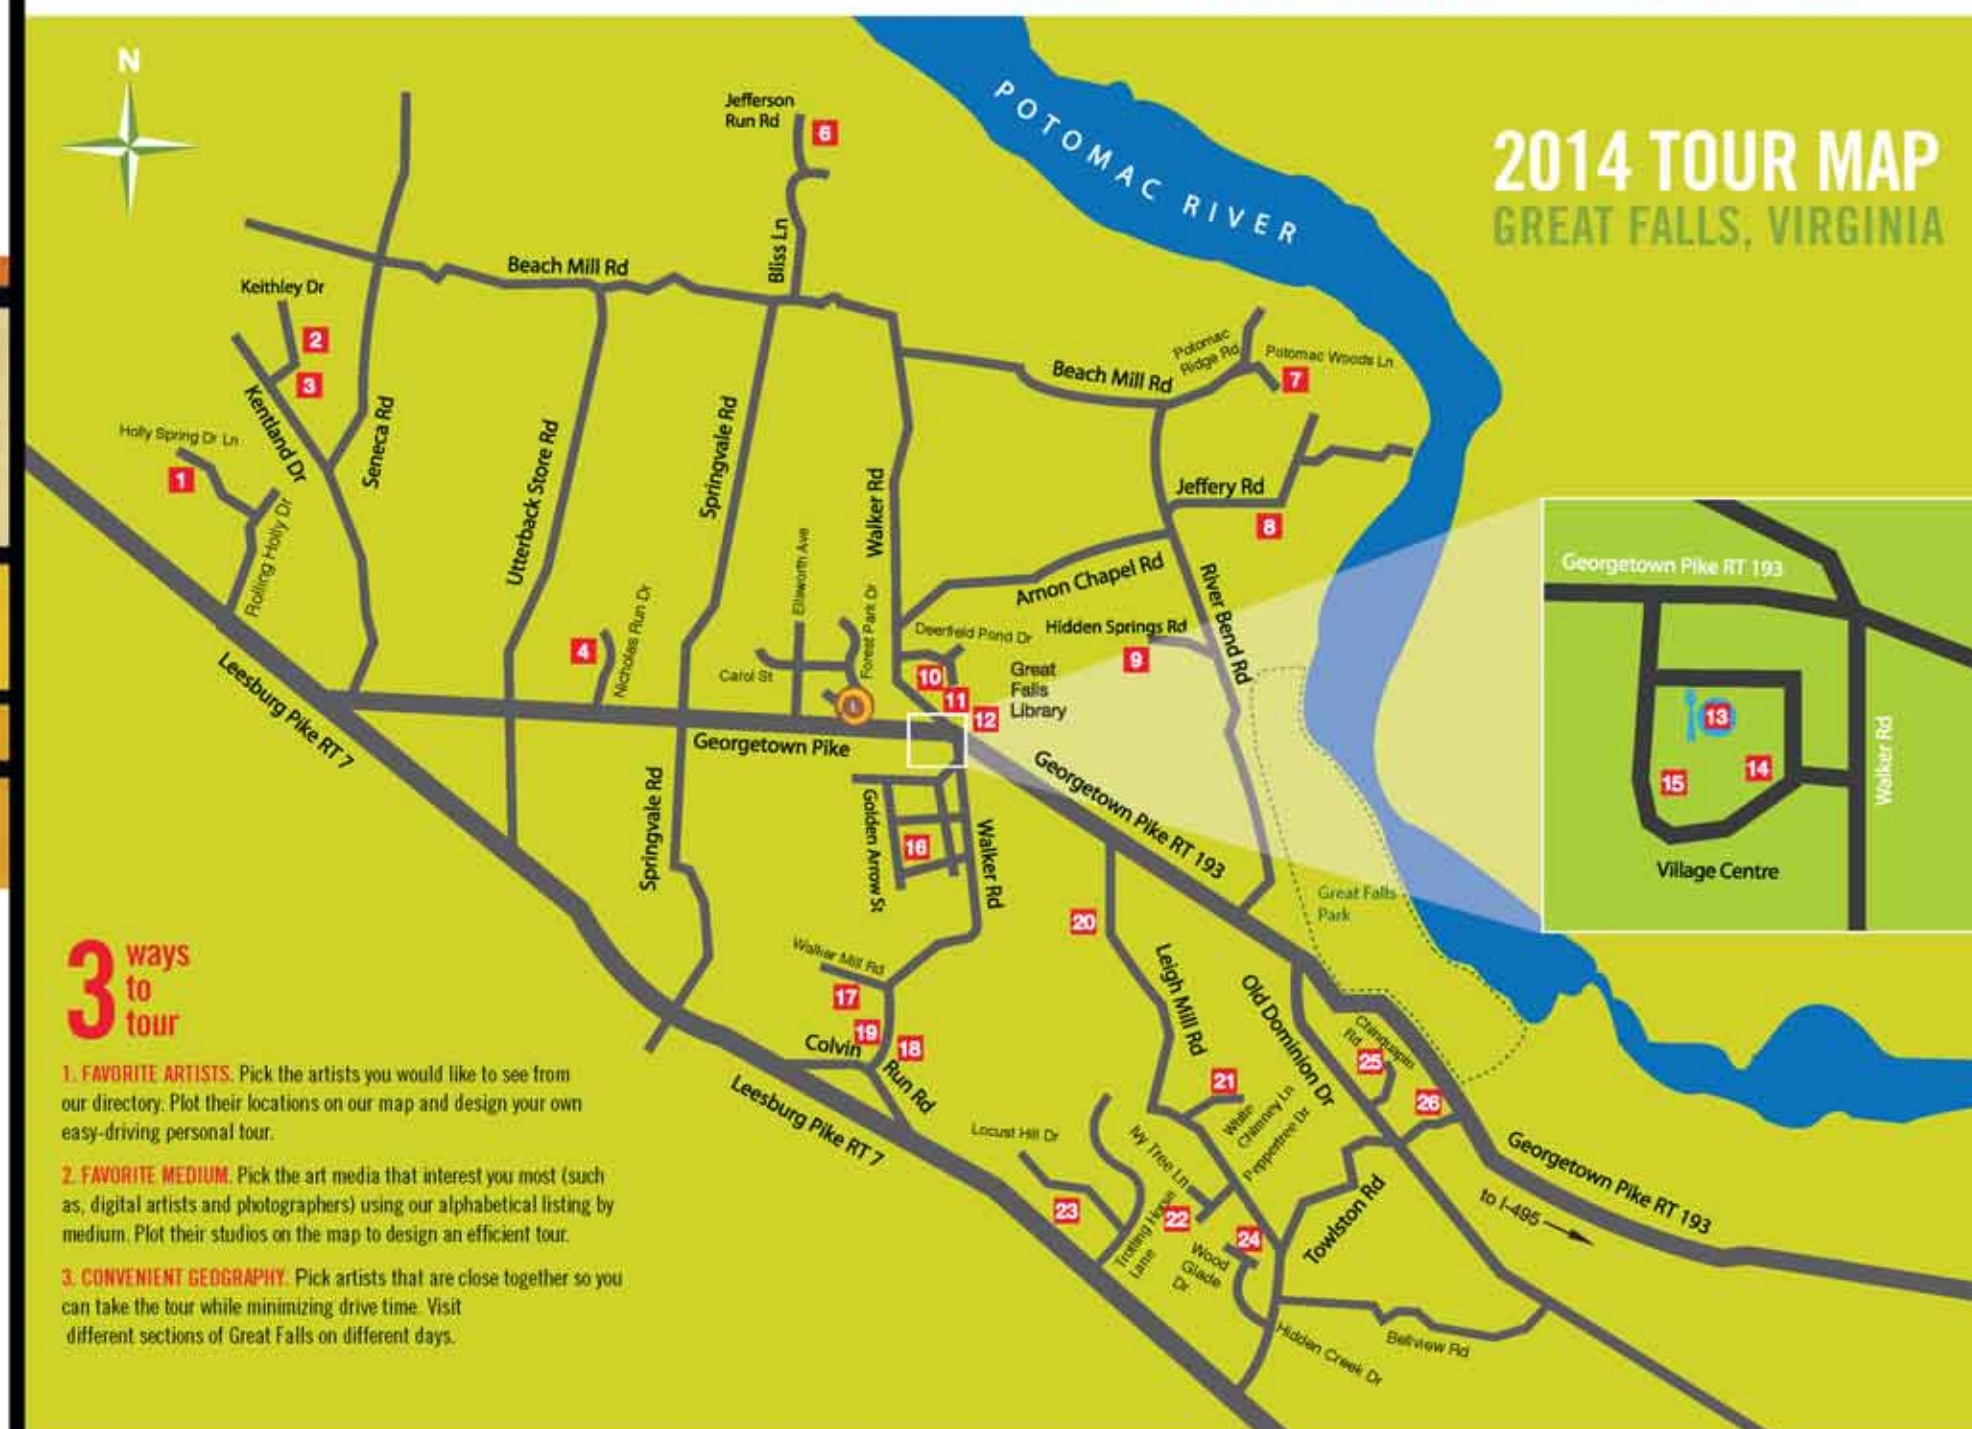 N
2014 TOUR MAP
GREAT FALLS, VIRGINIA
POTOMAC RIVER
Jefferson
Run Rd
6
Bliss Ln
Beach Mill Rd
Keithley Dr
2
3
Kentland Dr
Seneca Rd
Holly Spring Dr Ln
1
Rolling Holly Dr
Utterback Store Rd
Springvale Rd
Walker Rd
Beach Mill Rd
Potomac
Ridge Rd
Potomac Woods Ln
7
Jeffery Rd
8
Arnon Chapel Rd
River Bend Rd
Hidden Springs Rd
9
Nicholas Run Dr
4
Ellsworth Ave
Forest Park Dr
Carol St
Deerfield Pond Dr
10
11
12
Great
Falls
Library
Leesburg Pike RT 7
Georgetown Pike
Georgetown Pike RT 193
Springvale Rd
Golden Arrow St
16
Walker Rd
Georgetown Pike RT 193
13
14
15
Walker Rd
Village Centre
Great Falls
Park
20
Leigh Mill Rd
Old Dominion Dr
Walker Mill Rd
17
19
18
Colvin
Run Rd
Leesburg Pike RT 7
Chinquapin
Rd
25
26
21
White
Chimney Ln
Peppertree Dr
Ivy Tree Ln
22
Locust Hill Dr
23
Trotting Horse
Lane
24
Wood
Glade
Dr
Towlston Rd
Georgetown Pike RT 193
to I-495
Bellview Rd
Hidden Creek Dr
3 ways
to
tour
1. FAVORITE ARTISTS. Pick the artists you would like to see from
our directory. Plot their locations on our map and design your own
easy-driving personal tour.
2. FAVORITE MEDIUM. Pick the art media that interest you most (such
as, digital artists and photographers) using our alphabetical listing by
medium. Plot their studios on the map to design an efficient tour.
3. CONVENIENT GEOGRAPHY. Pick artists that are close together so you
can take the tour while minimizing drive time. Visit
different sections of Great Falls on different days.